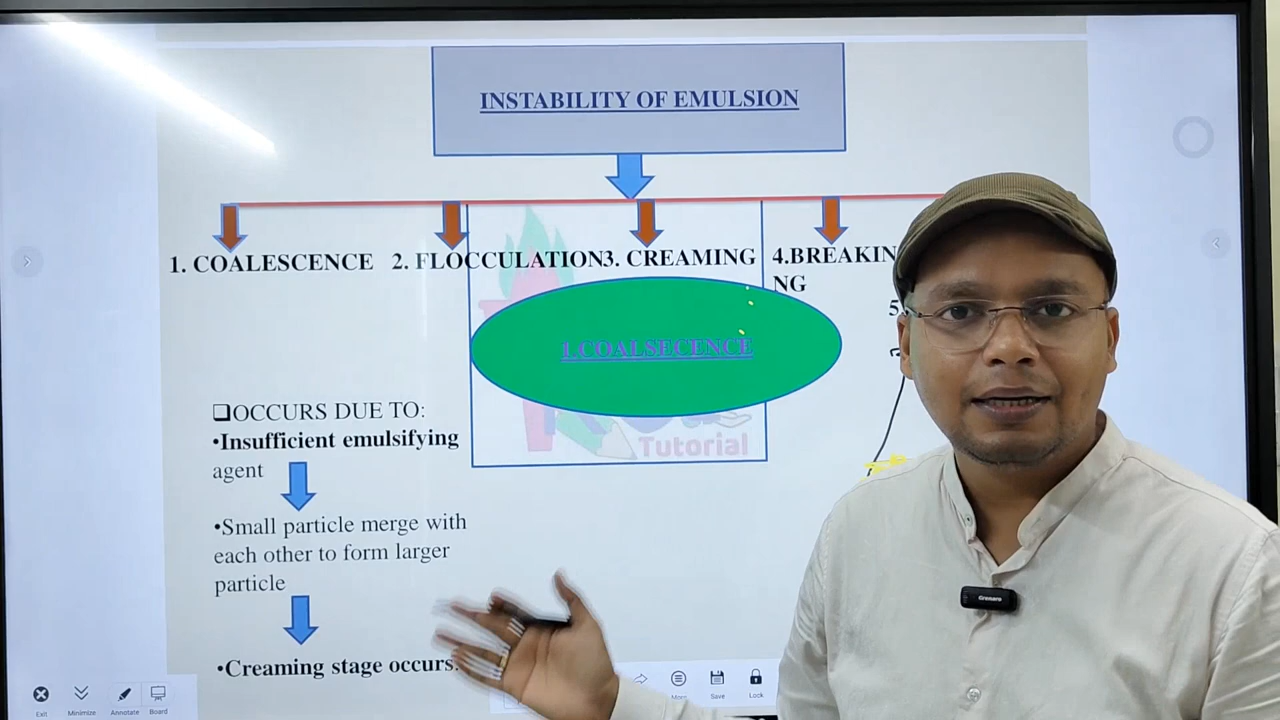 INSTABILITY OF EMULSION
1. COALESCENCE
2. FLOCCULATION
3. CREAMING
4.BREAKIN
NG
5
1.COALSECENCE
❑OCCURS DUE TO:
•Insufficient emulsifying
agent
•Small particle merge with
each other to form larger
particle
•Creaming stage occurs.
Tutorial
Exit
Minimize
Annotate
Board
Save
Lock